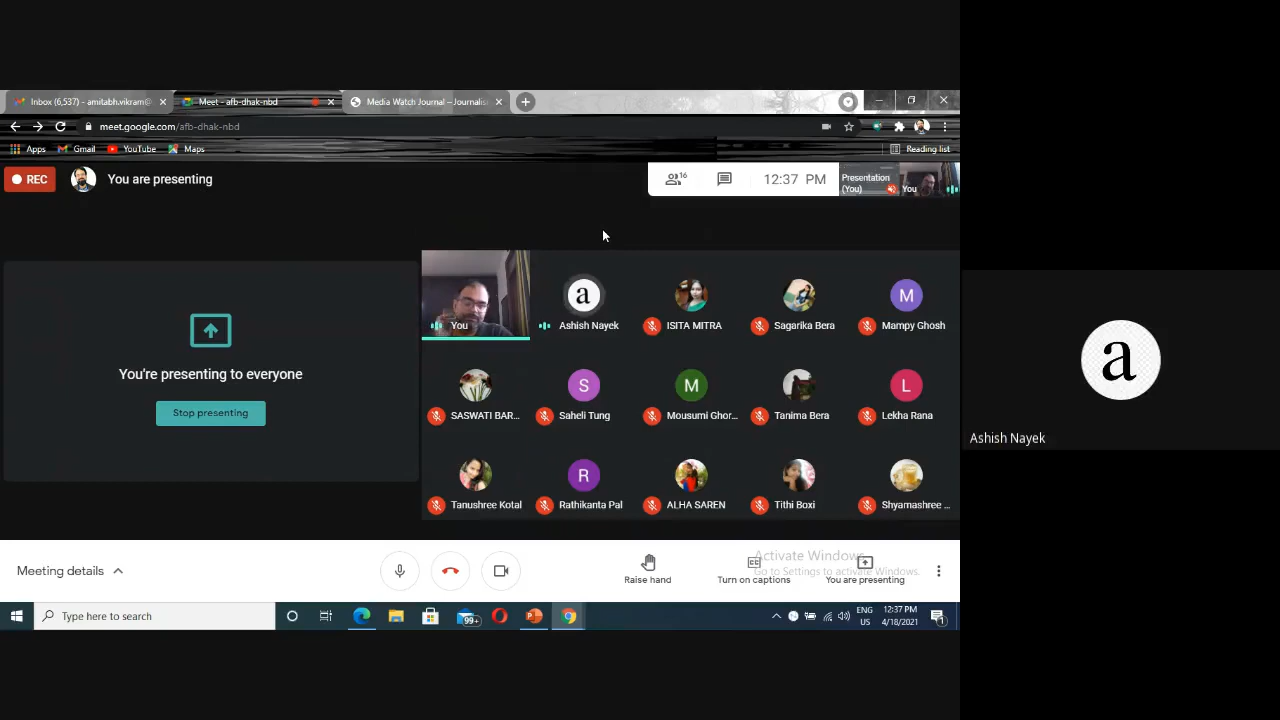 Inbox (6,537) - amitabh.vikram@
Meet - afb-dhak-nbd
Media Watch Journal – Journalis
meet.google.com/afb-dhak-nbd
Apps
Gmail
YouTube
Maps
Reading list
REC
You are presenting
16
12:37 PM
Presentation
(You)
You
You're presenting to everyone
Stop presenting
You
a
Ashish Nayek
ISITA MITRA
Sagarika Bera
M
Mampy Ghosh
SASWATI BAR...
S
Saheli Tung
M
Mousumi Ghor...
Tanima Bera
L
Lekha Rana
Tanushree Kotal
R
Rathikanta Pal
ALHA SAREN
Tithi Boxi
Shyamashree ...
a
Ashish Nayek
Meeting details
Raise hand
CC
Turn on captions
You are presenting
Activate Windows
Go to Settings to activate Windows.
Type here to search
99+
ENG
US
12:37 PM
4/18/2021
1